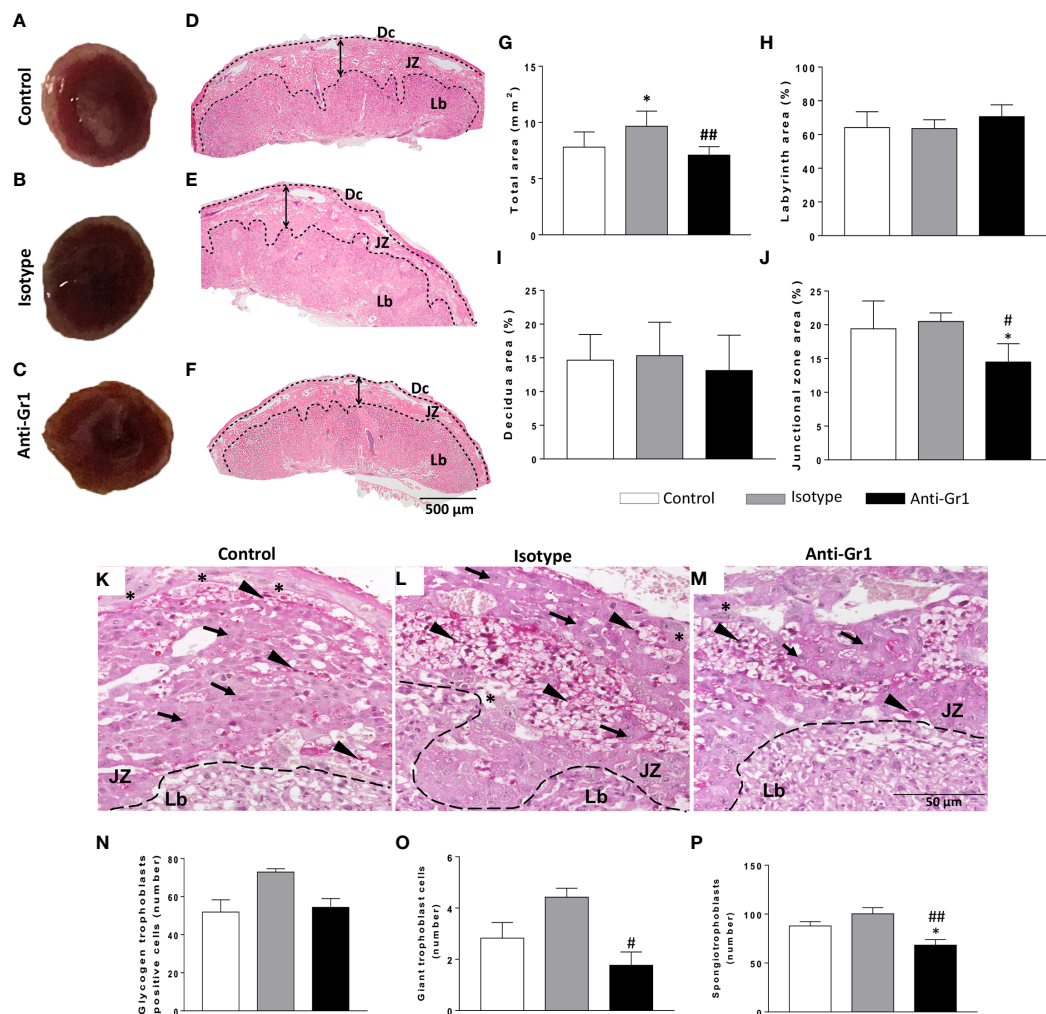 A
Control
B
Isotype
C
Anti-Gr1
D
Dc
JZ
Lb
E
Dc
JZ
Lb
F
Dc
JZ
Lb
500 µm
G
Total area (mm²)
15
10
5
0
*
##
H
Labyrinth area (%)
100
80
60
40
20
0
I
Decidua area (%)
25
20
15
10
5
0
J
Junctionalzone area (%)
25
20
15
10
5
0
#
*
Control
Isotype
Anti-Gr1
Control
Isotype
Anti-Gr1
K
*
*
*
JZ
Lb
L
*
*
Lb
M
*
JZ
Lb
50 µm
N
Glycogen trophoblasts
positive cells (number)
80
60
40
20
0
O
Giant trophoblast cells
(number)
6
4
2
0
#
P
Spongiotrophoblasts
(number)
150
100
50
0
##
*